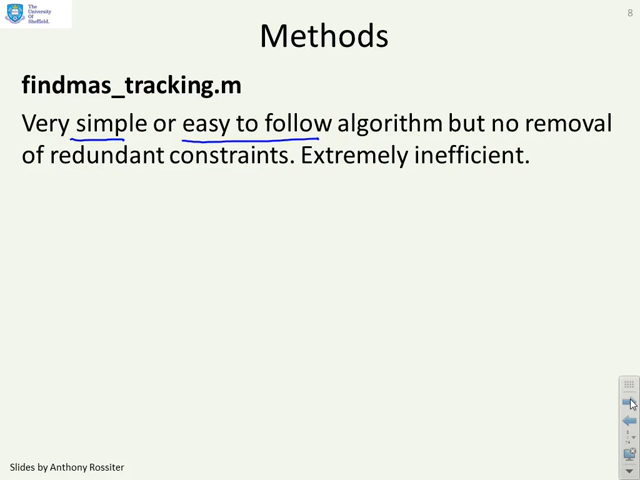 The
University
Of
Sheffield.
8
Methods
findmas_tracking.m
Very simple or easy to follow algorithm but no removal
of redundant constraints. Extremely inefficient.
Slides by Anthony Rossiter